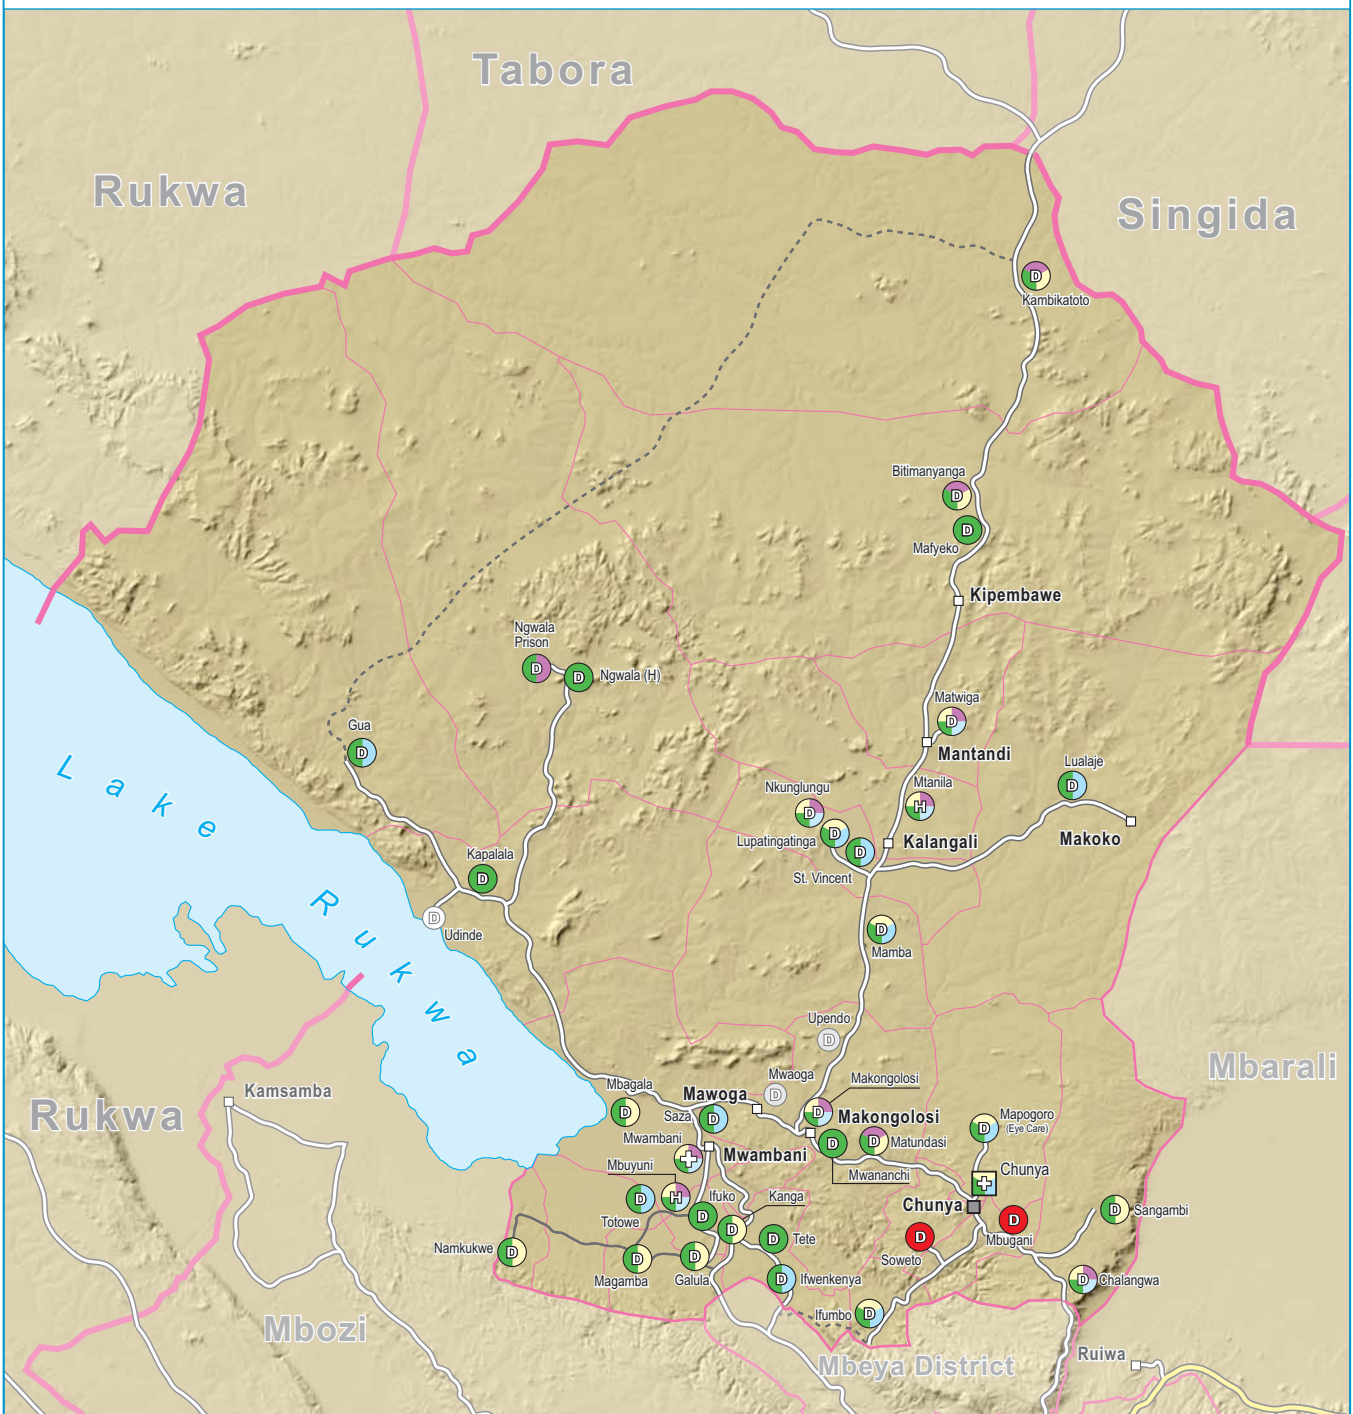 Tabora
Rukwa
Singida
D
Kambikatoto
Bitimanyanga
D
D
Mafyeko
Kipembawe
Ngwala
Prison
D
D
Ngwala (H)
Matwiga
D
Gua
D
Mantandi
Lualaje
D
Lake Rukwa
Mtanila
H
Nkunglungu
D
Makoko
Lupatingatinga
D
Kalangali
D
St. Vincent
Kapalala
D
D
Udinde
D
Mamba
Upendo
D
Mbarali
Mwaoga
D
Makongolosi
Kamsamba
Rukwa
Mbagala
D
Mawoga
Saza
D
D
Makongolosi
Mapogoro
(Eye Care)
D
Mwambani
Mwambani
D
D
Matundasi
Mwananchi
Mbuyuni
H
Chunya
Chunya
D
Totowe
Ifuko
D
Kanga
D
D
Mbugani
D
Sangambi
Namkukwe
D
D
Tete
D
Soweto
D
Magamba
D
Galula
D
Ifwenkenya
D
Chalangwa
Ifumbo
D
Mbozi
Mbeya District
Ruiwa